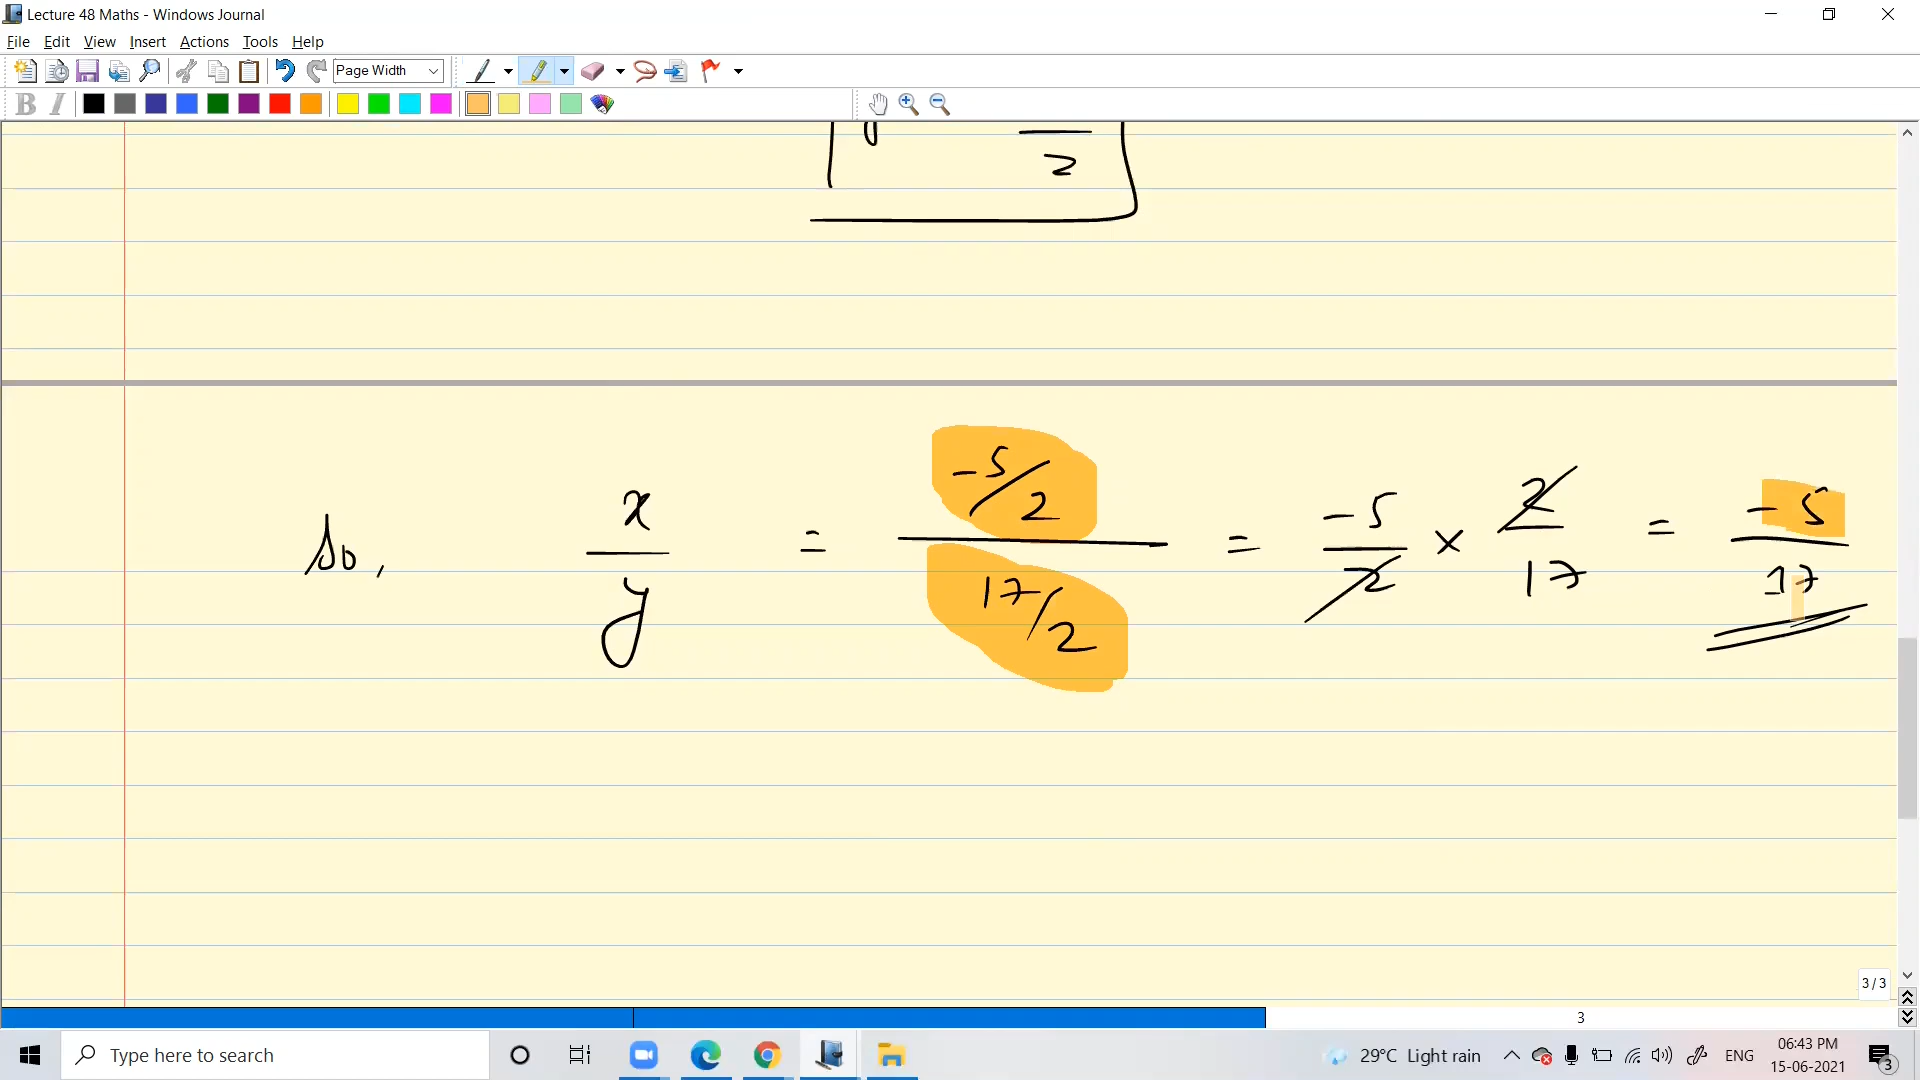 Lecture 48 Maths - Windows Journal
File Edit View Insert Actions Tools Help
Page Width
B I
2
So, x/y = (-5/2)/(17/2) = -5/2 × 2/17 = -5/17
3 / 3
3
Type here to search
29°C Light rain
ENG
06:43 PM
15-06-2021
3